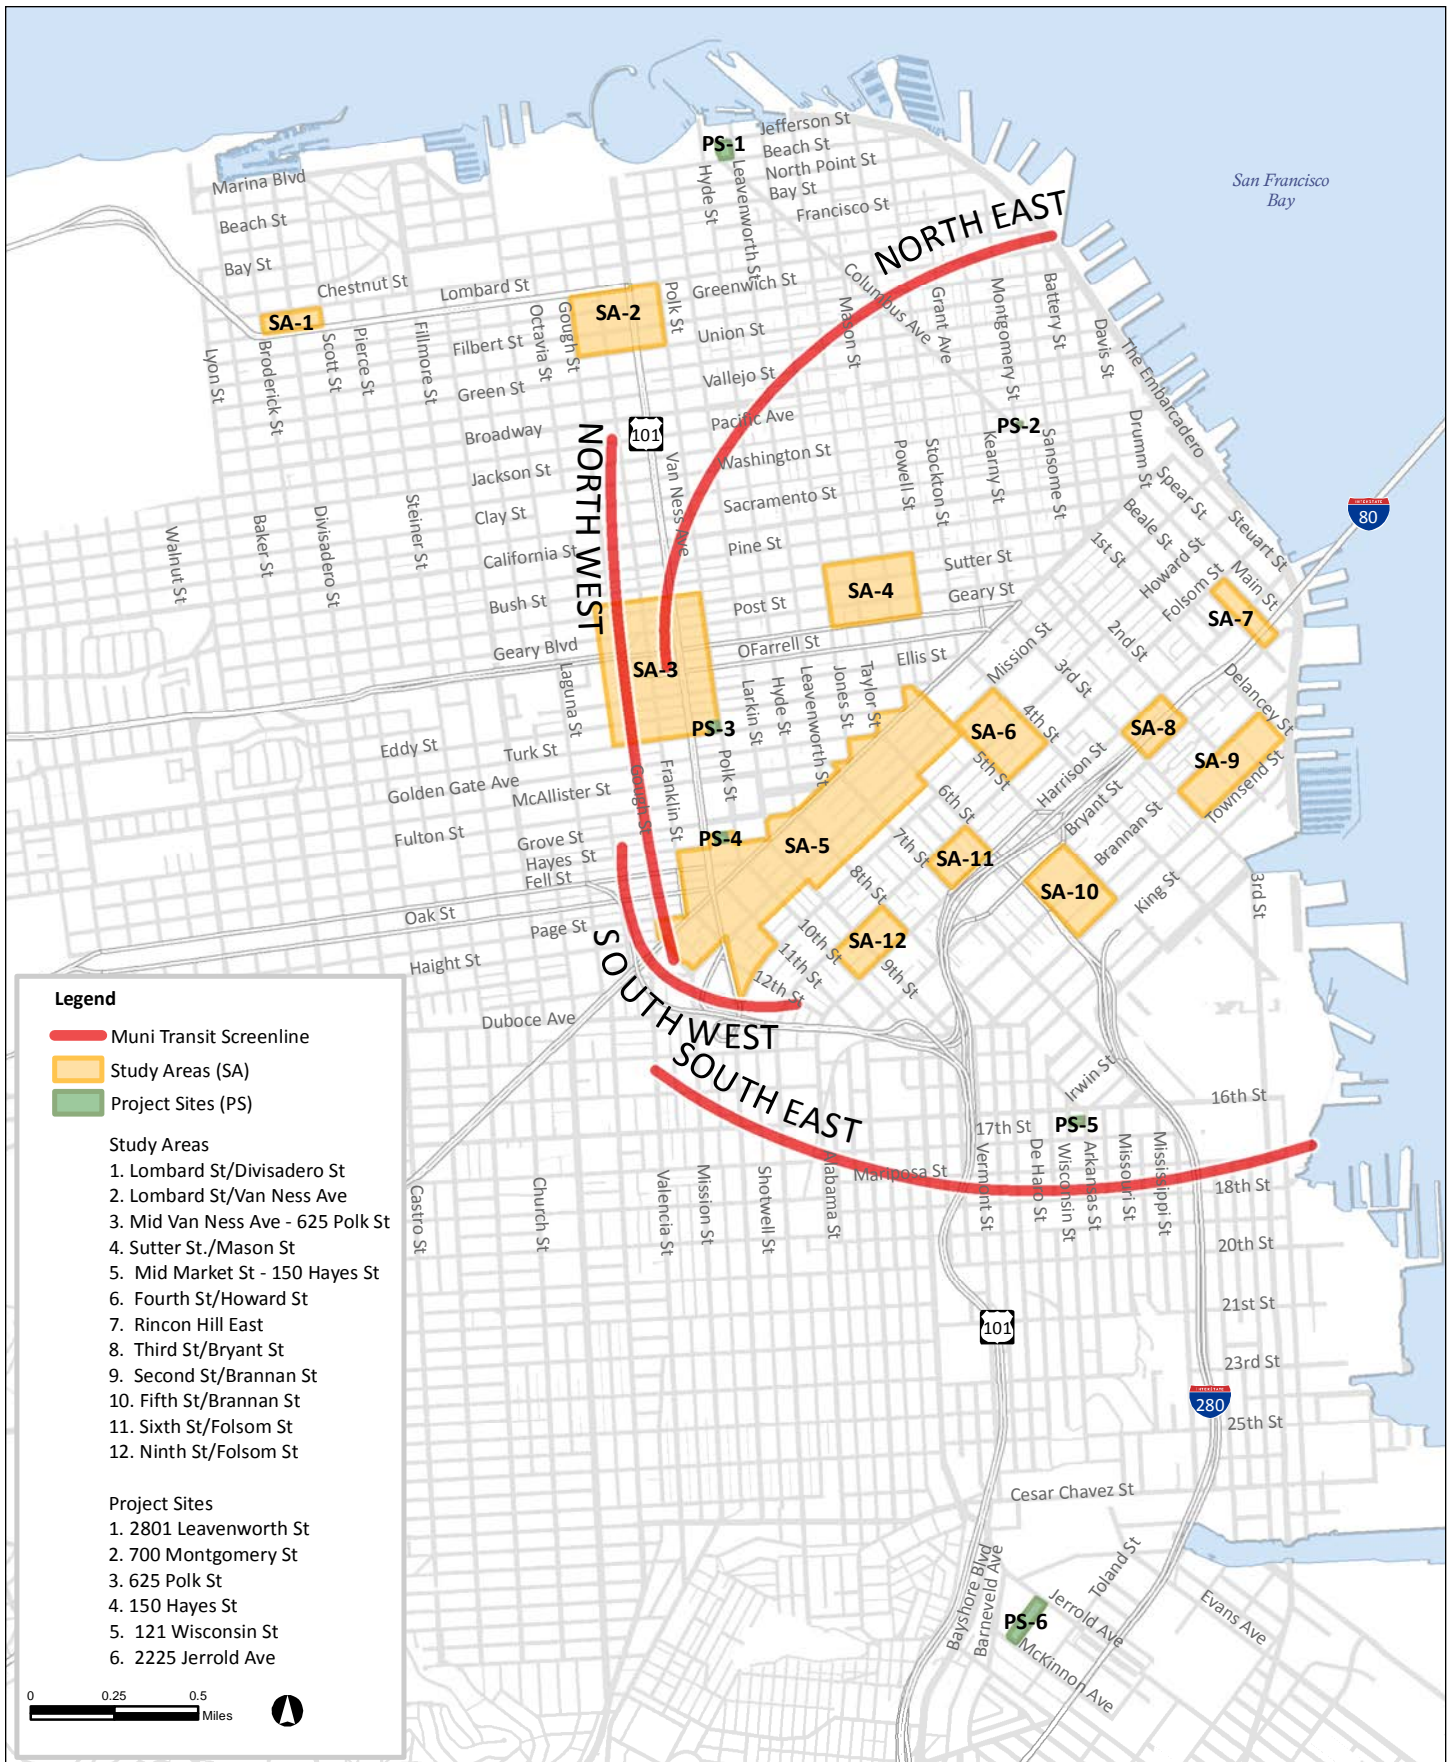 PS-1
Jefferson St
Beach St
North Point St
Bay St
Francisco St
Hyde St
Leavenworth St
San Francisco
Bay
Marina Blvd
Beach St
Bay St
Chestnut St
Lombard St
NORTH EAST
Greenwich St
Columbus Ave
Grant Ave
Montgomery St
Battery St
Davis St
The Embarcadero
SA-1
SA-2
Polk St
Union St
Mason St
Lyon St
Broderick St
Scott St
Pierce St
Fillmore St
Filbert St
Octavia St
Gough St
Green St
Vallejo St
Broadway
101
Pacific Ave
PS-2
NORTH WEST
Jackson St
Washington St
Van Ness Ave
Powell St
Stockton St
Kearny St
Sansome St
Drumm St
Spear St
Steuart St
Clay St
Sacramento St
Walnut St
Baker St
Divisadero St
Steiner St
California St
Pine St
Beale St
1st St
Howard St
Folsom St
Main St
80
Bush St
Post St
SA-4
Sutter St
Geary St
SA-7
Geary Blvd
SA-3
OFarrell St
Ellis St
Mission St
2nd St
3rd St
Laguna St
Larkin St
Hyde St
Leavenworth St
Jones St
Taylor St
Delancey St
Eddy St
Turk St
PS-3
SA-6
4th St
SA-8
SA-9
5th St
Golden Gate Ave
McAllister St
Gough St
Franklin St
Polk St
Harrison St
Townsend St
6th St
Bryant St
Brannan St
Fulton St
Grove St
Hayes St
Fell St
PS-4
SA-5
7th St
SA-11
8th St
SA-10
King St
3rd St
Oak St
Page St
Haight St
10th St
11th St
12th St
SA-12
9th St
SOUTH WEST
Duboce Ave
SOUTH EAST
Irwin St
16th St
17th St
PS-5
Mariposa St
18th St
Castro St
Church St
Valencia St
Mission St
Shotwell St
Alabama St
Vermont St
De Haro St
Wisconsin St
Arkansas St
Missouri St
Mississippi St
20th St
21st St
101
23rd St
INTERSTATE
280
25th St
Cesar Chavez St
Bayshore Blvd
Barneveld Ave
Toland St
PS-6
Jerrold Ave
McKinnon Ave
Evans Ave
Legend
Muni Transit Screenline
Study Areas (SA)
Project Sites (PS)
Study Areas
1. Lombard St/Divisadero St
2. Lombard St/Van Ness Ave
3. Mid Van Ness Ave - 625 Polk St
4. Sutter St./Mason St
5. Mid Market St - 150 Hayes St
6. Fourth St/Howard St
7. Rincon Hill East
8. Third St/Bryant St
9. Second St/Brannan St
10. Fifth St/Brannan St
11. Sixth St/Folsom St
12. Ninth St/Folsom St
Project Sites
1. 2801 Leavenworth St
2. 700 Montgomery St
3. 625 Polk St
4. 150 Hayes St
5. 121 Wisconsin St
6. 2225 Jerrold Ave
0 0.25 0.5
Miles